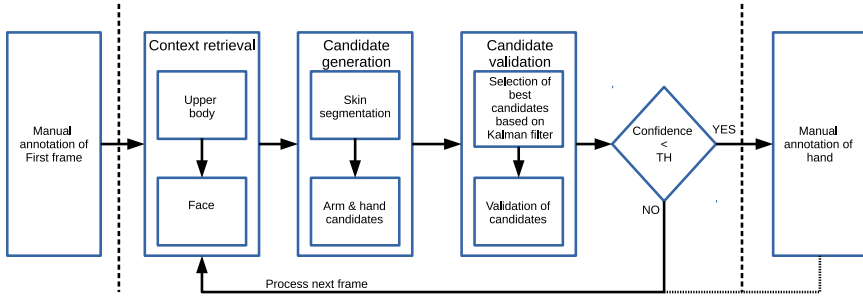 Manual
annotation of
First frame
Context retrieval
Upper
body
Face
Candidate
generation
Skin
segmentation
Arm & hand
candidates
Candidate
validation
Selection of
best
candidates
based on
Kalman filter
Validation of
candidates
Confidence
<
TH
YES
NO
Manual
annotation
of hand
Process next frame